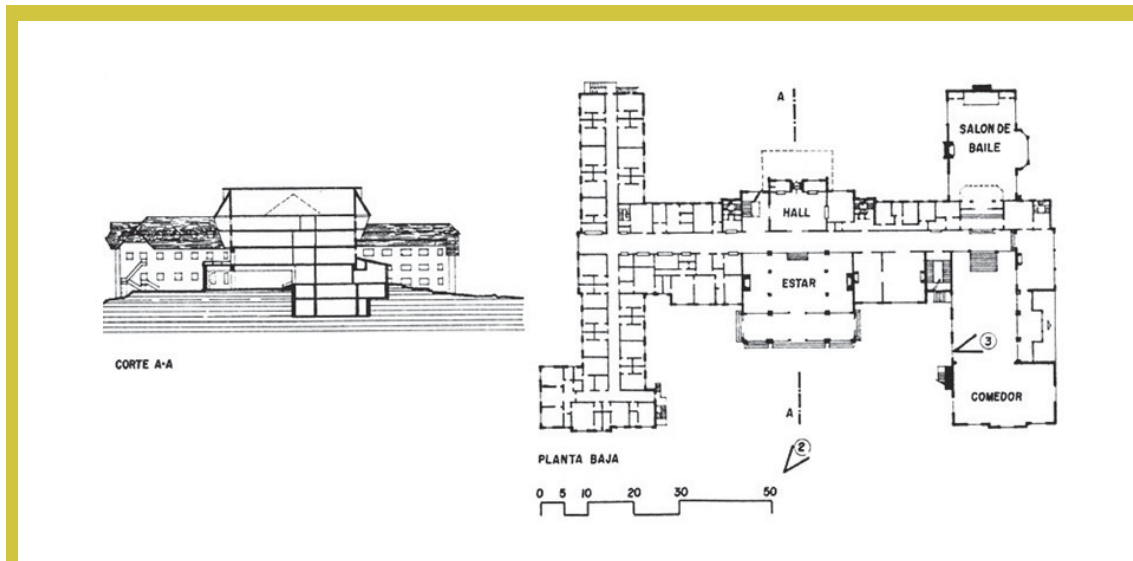 CORTE A-A
A
SALON DE
BAILE
HALL
ESTAR
3
COMEDOR
A
2
PLANTA BAJA
0 5 10 20 30 50